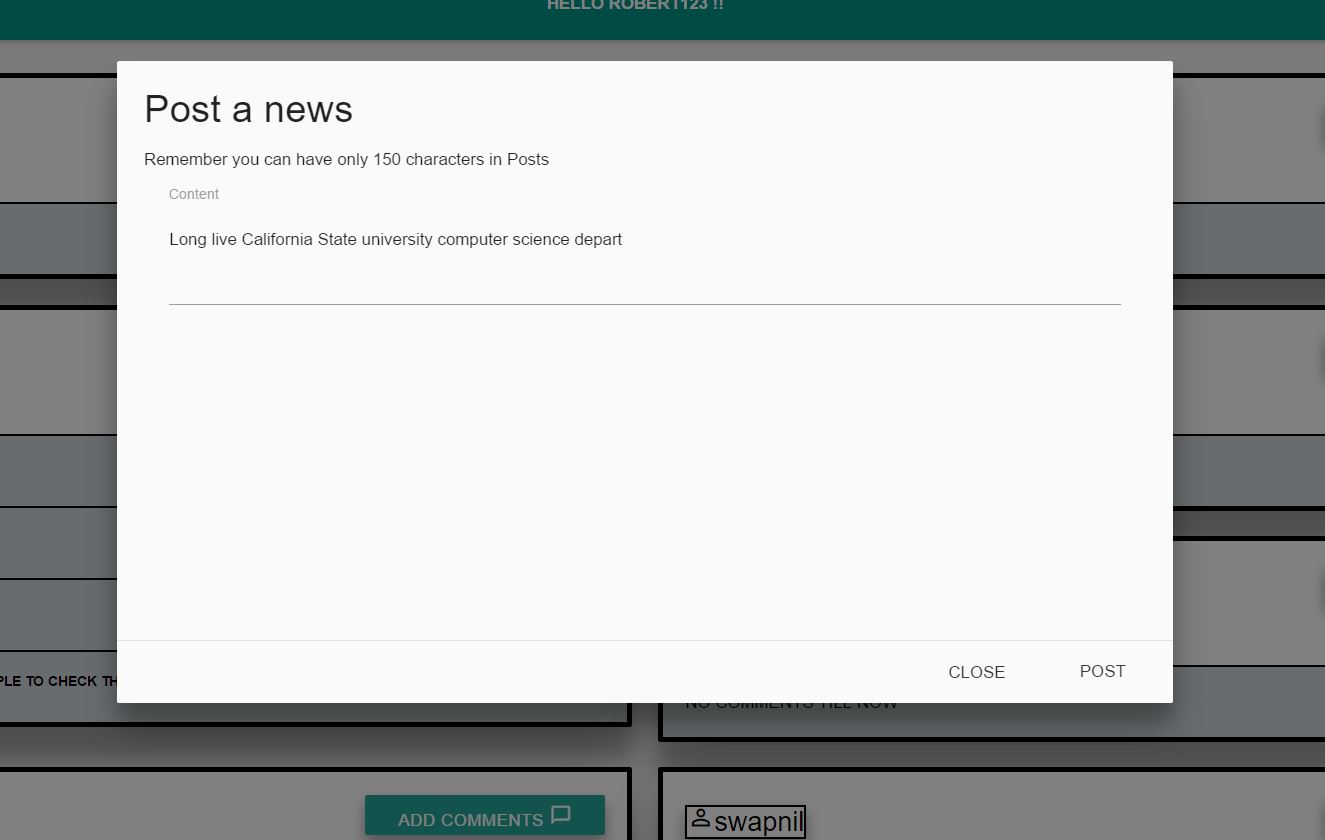 HELLO ROBERT123 !!
Post a news
Remember you can have only 150 characters in Posts
Content
Long live California State university computer science depart
CLOSE
POST
PLE TO CHECK TH
NO COMMENTS TILL NOW
ADD COMMENTS
swapnil